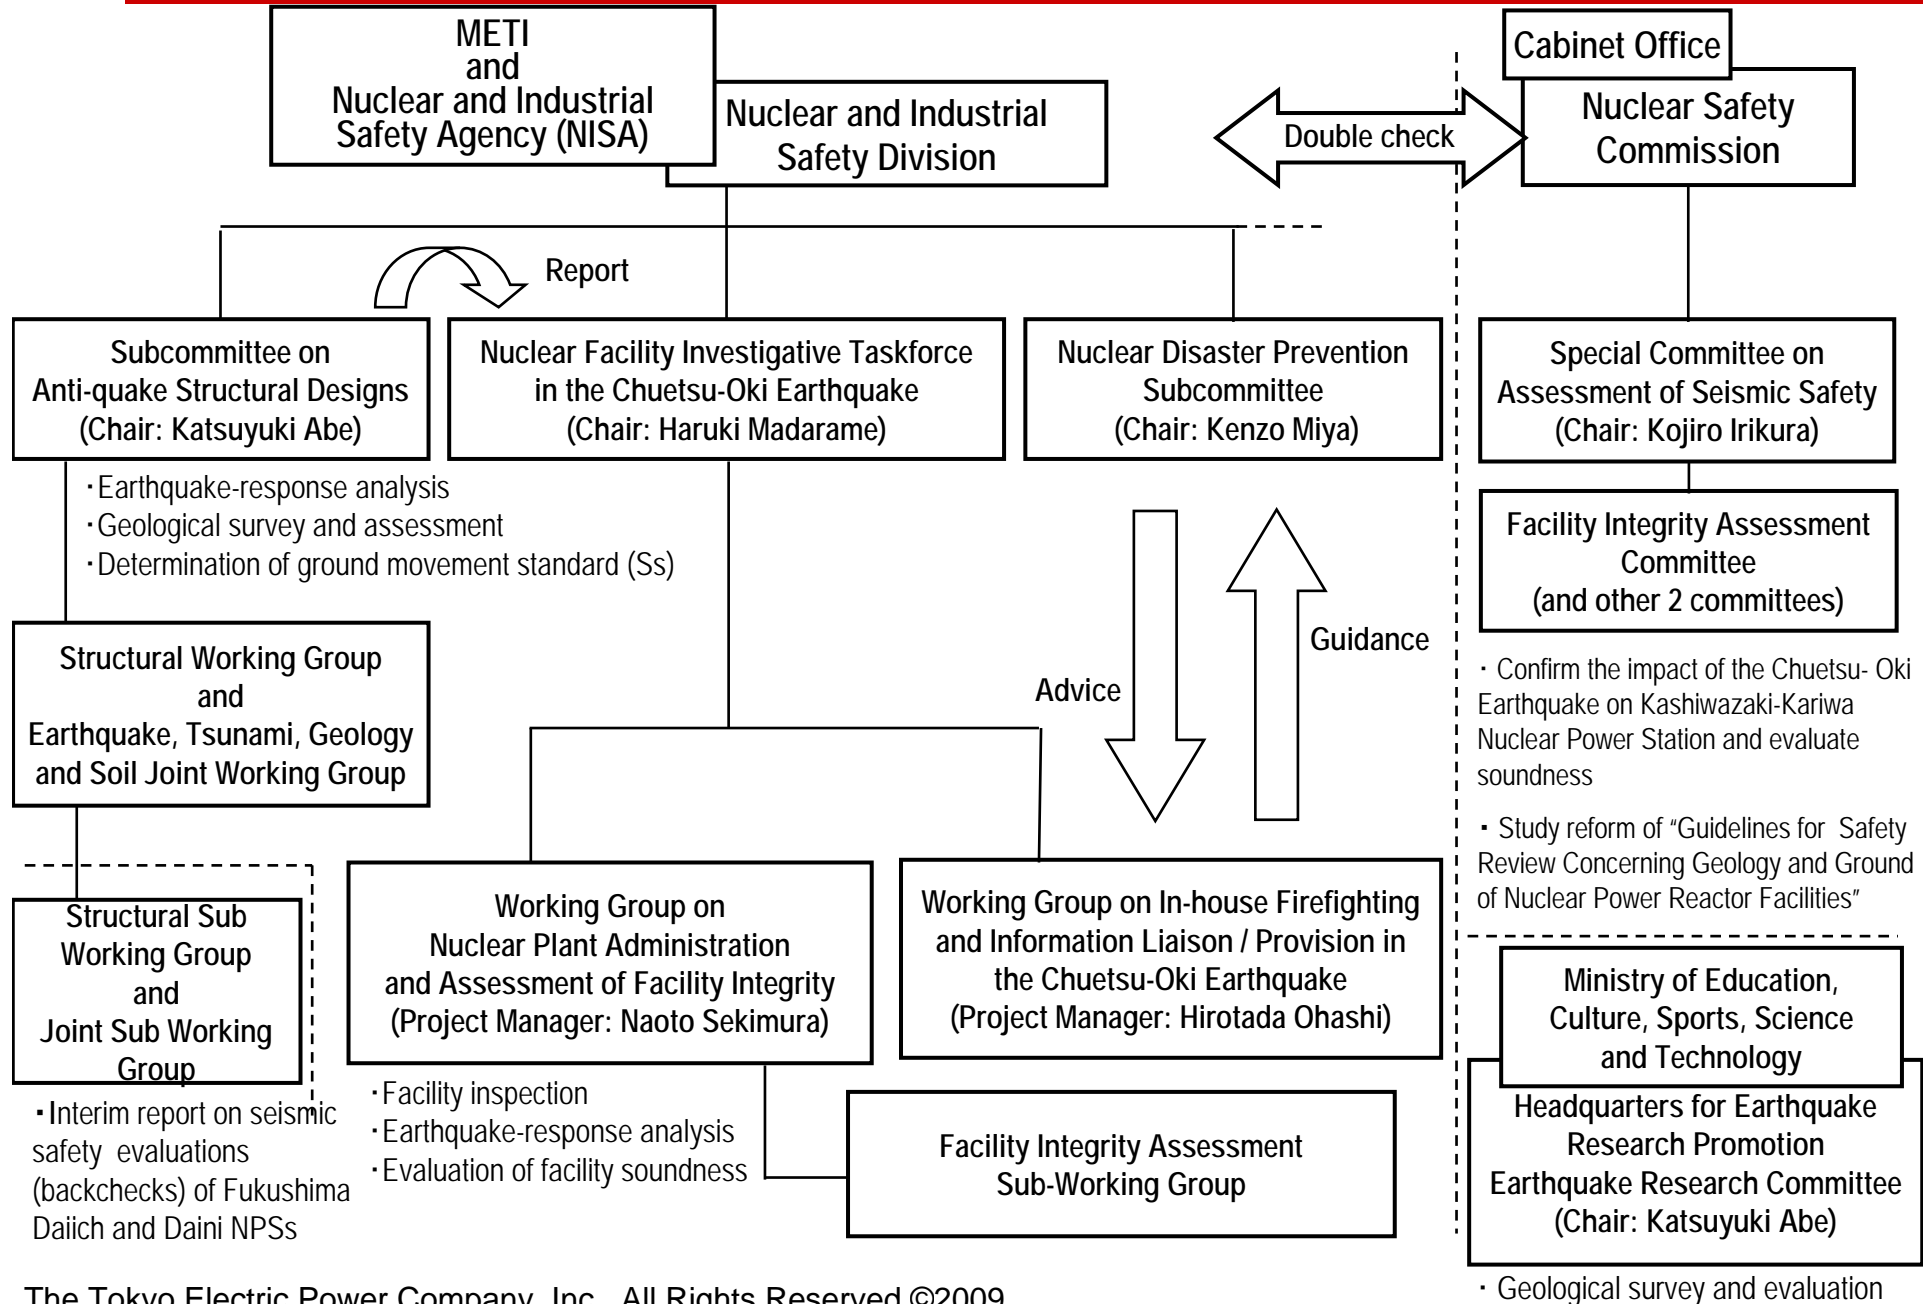 METI
and
Nuclear and Industrial
Safety Agency (NISA)
Nuclear and Industrial
Safety Division
Double check
Cabinet Office
Nuclear Safety
Commission
Report
Subcommittee on
Anti-quake Structural Designs
(Chair: Katsuyuki Abe)
Nuclear Facility Investigative Taskforce
in the Chuetsu-Oki Earthquake
(Chair: Haruki Madarame)
Nuclear Disaster Prevention
Subcommittee
(Chair: Kenzo Miya)
Special Committee on
Assessment of Seismic Safety
(Chair: Kojiro Irikura)
・Earthquake-response analysis
・Geological survey and assessment
・Determination of ground movement standard (Ss)
Facility Integrity Assessment
Committee
(and other 2 committees)
Structural Working Group
and
Earthquake, Tsunami, Geology
and Soil Joint Working Group
Advice
Guidance
・ Confirm the impact of the Chuetsu- Oki
Earthquake on Kashiwazaki-Kariwa
Nuclear Power Station and evaluate
soundness
・ Study reform of “Guidelines for Safety
Review Concerning Geology and Ground
of Nuclear Power Reactor Facilities”
Structural Sub
Working Group
and
Joint Sub Working
Group
Working Group on
Nuclear Plant Administration
and Assessment of Facility Integrity
(Project Manager: Naoto Sekimura)
Working Group on In-house Firefighting
and Information Liaison / Provision in
the Chuetsu-Oki Earthquake
(Project Manager: Hirotada Ohashi)
Ministry of Education,
Culture, Sports, Science
and Technology
Headquarters for Earthquake
Research Promotion
Earthquake Research Committee
(Chair: Katsuyuki Abe)
・Interim report on seismic
safety evaluations
(backchecks) of Fukushima
Daiich and Daini NPSs
・Facility inspection
・Earthquake-response analysis
・Evaluation of facility soundness
Facility Integrity Assessment
Sub-Working Group
・ Geological survey and evaluation
The Tokyo Electric Power Company, Inc. All Rights Reserved ©2009